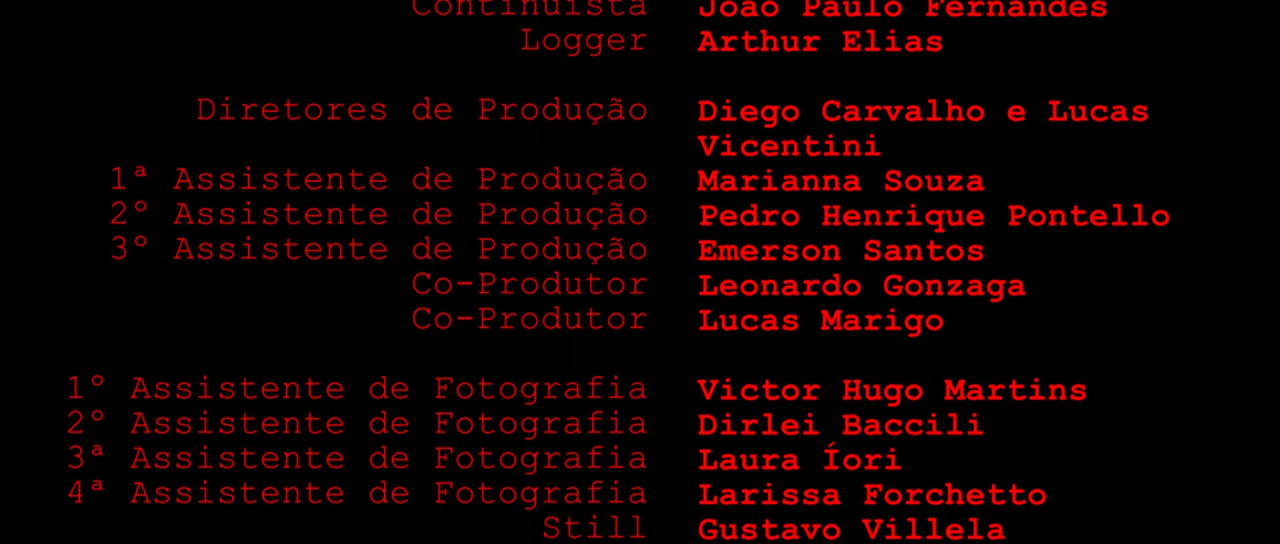 Continuísta João Paulo Fernandes
Logger Arthur Elias
Diretores de Produção Diego Carvalho e Lucas
Vicentini
1ª Assistente de Produção Marianna Souza
2º Assistente de Produção Pedro Henrique Pontello
3º Assistente de Produção Emerson Santos
Co-Produtor Leonardo Gonzaga
Co-Produtor Lucas Marigo
1º Assistente de Fotografia Victor Hugo Martins
2º Assistente de Fotografia Dirlei Baccili
3ª Assistente de Fotografia Laura Íori
4ª Assistente de Fotografia Larissa Forchetto
Still Gustavo Villela